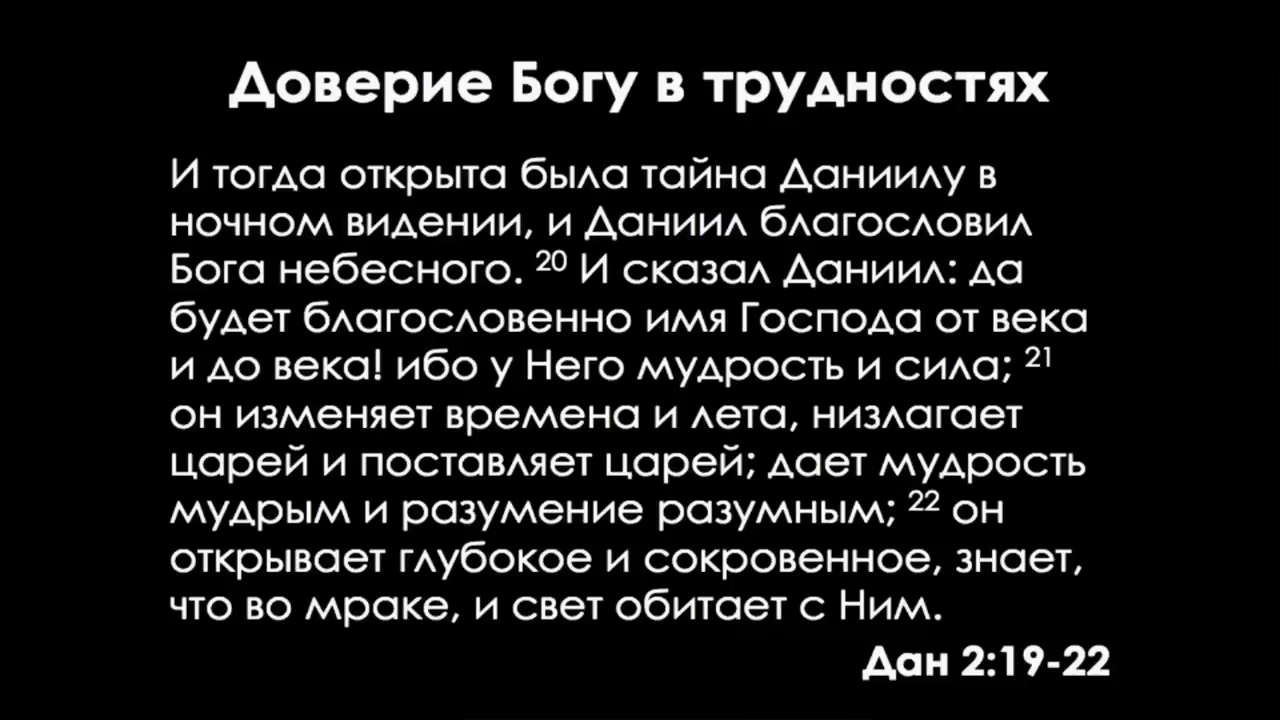 Доверие Богу в трудностях
И тогда открыта была тайна Даниилу в
ночном видении, и Даниил благословил
Бога небесного. 20 И сказал Даниил: да
будет благословенно имя Господа от века
и до века! ибо у Него мудрость и сила; 21
он изменяет времена и лета, низлагает
царей и поставляет царей; дает мудрость
мудрым и разумение разумным; 22 он
открывает глубокое и сокровенное, знает,
что во мраке, и свет обитает с Ним.
Дан 2:19-22